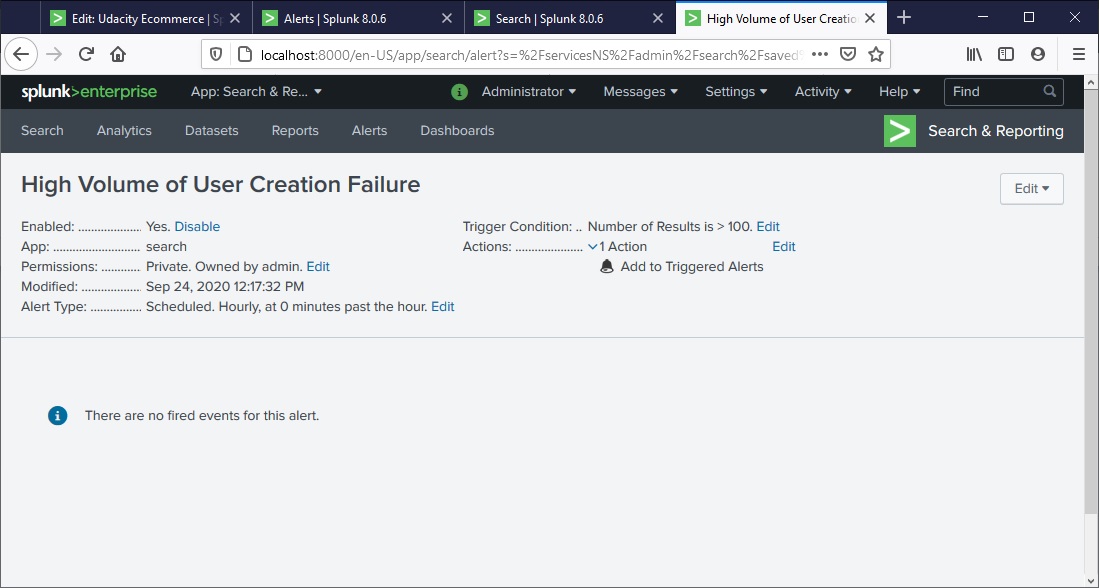 Edit: Udacity Ecommerce | Sp
Alerts | Splunk 8.0.6
Search | Splunk 8.0.6
High Volume of User Creatio
localhost:8000/en-US/app/search/alert?s=%2FservicesNS%2Fadmin%2Fsearch%2Fsaved
splunk>enterprise
App: Search & Re...
i
Administrator
Messages
Settings
Activity
Help
Find
Search
Analytics
Datasets
Reports
Alerts
Dashboards
Search & Reporting
High Volume of User Creation Failure
Edit
Enabled: ................... Yes. Disable
App: .......................... search
Permissions: ............ Private. Owned by admin. Edit
Modified: .................. Sep 24, 2020 12:17:32 PM
Alert Type: ............... Scheduled. Hourly, at 0 minutes past the hour. Edit
Trigger Condition: .. Number of Results is > 100. Edit
Actions: .................... 1 Action Edit
Add to Triggered Alerts
i There are no fired events for this alert.